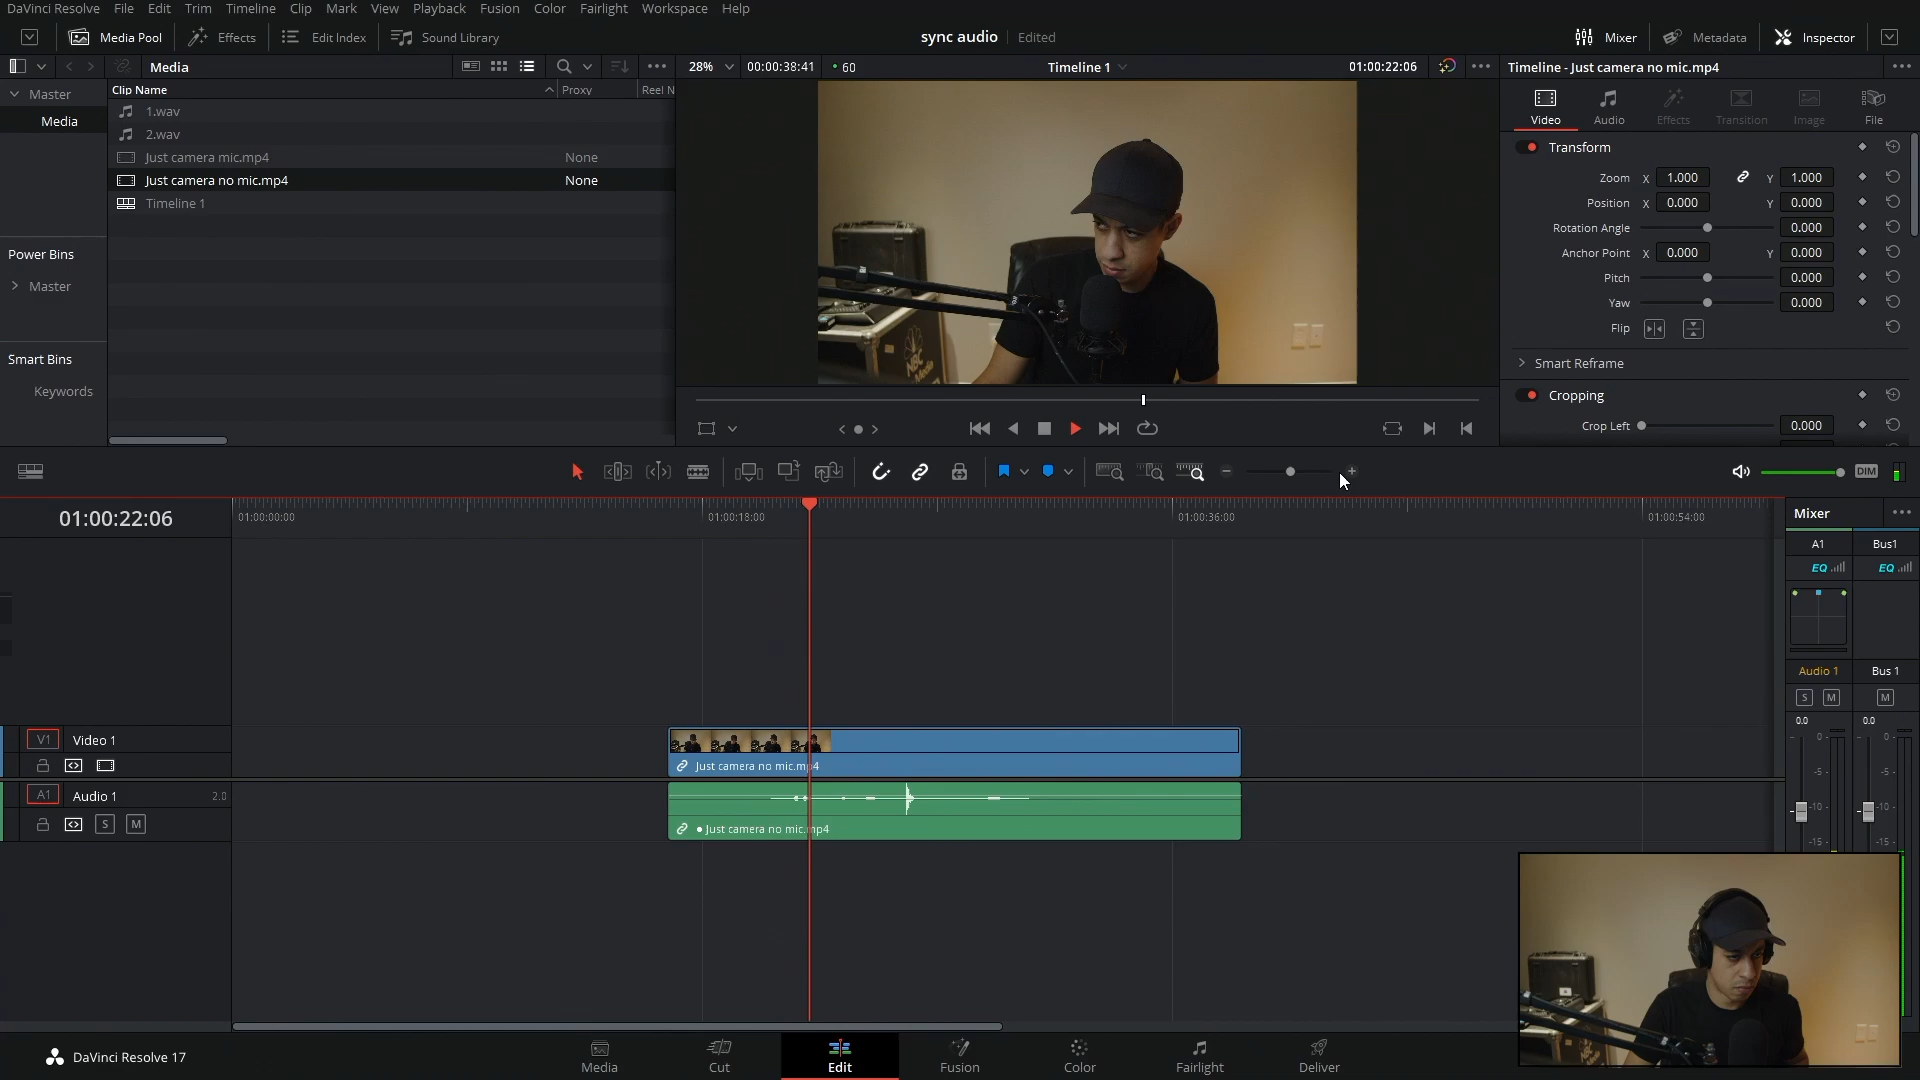 DaVinci Resolve File Edit Trim Timeline Clip Mark View Playback Fusion Color Fairlight Workspace Help
Media Pool Effects Edit Index Sound Library sync audio Edited Mixer Metadata Inspector
Media 28% 00:00:38:41 60 Timeline 1 01:00:22:06 Timeline - Just camera no mic.mp4
Master
Media
Power Bins
Master
Smart Bins
Keywords
Clip Name Proxy Reel N
1.wav
2.wav
Just camera mic.mp4 None
Just camera no mic.mp4 None
Timeline 1
NBC
Video Audio Effects Transition Image File
Transform
Zoom X 1.000 Y 1.000
Position X 0.000 Y 0.000
Rotation Angle 0.000
Anchor Point X 0.000 Y 0.000
Pitch 0.000
Yaw 0.000
Flip
Smart Reframe
Cropping
Crop Left 0.000
DIM
01:00:22:06
01:00:00:00 01:00:18:00 01:00:36:00 01:00:54:00
V1 Video 1
Just camera no mic.mp4
A1 Audio 1 2.0
S M
Just camera no mic.mp4
Mixer
A1 Bus1
EQ EQ
Audio 1 Bus 1
S M M
0.0 0.0
0 0
-5 -5
-10 -10
-15 -15
DaVinci Resolve 17
Media Cut Edit Fusion Color Fairlight Deliver